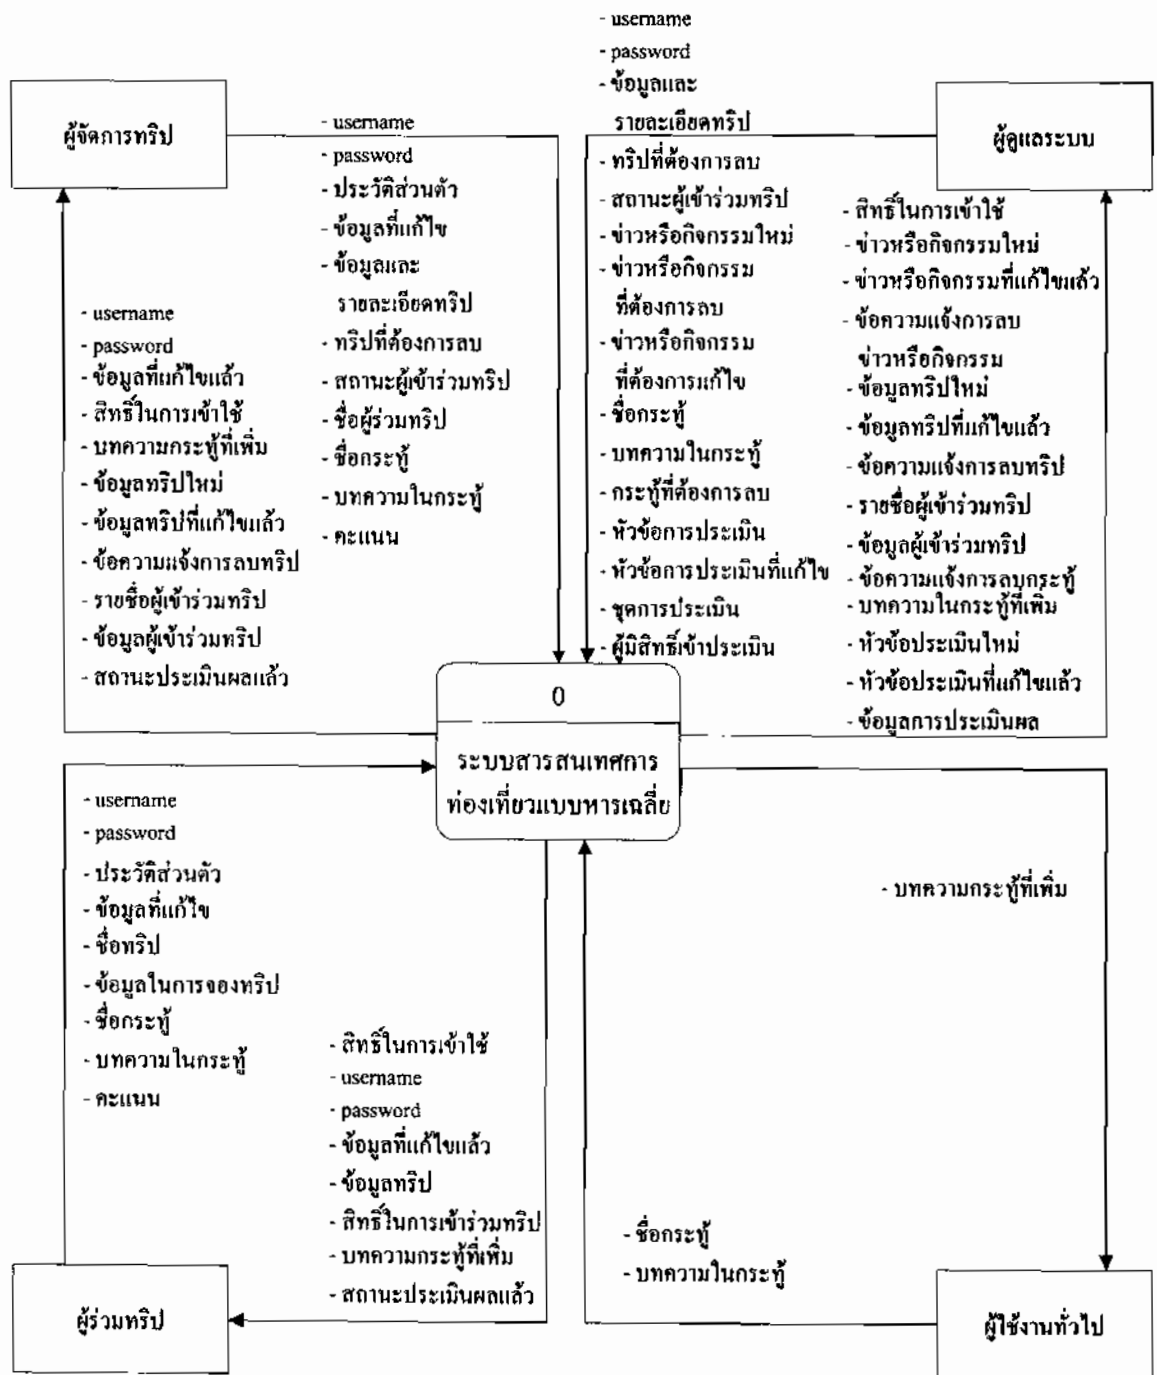 ผู้จัดการทริป
- username
- password
- ประวัติส่วนตัว
- ข้อมูลที่แก้ไข
- ข้อมูลและ
รายละเอียดทริป
- ทริปที่ต้องการลบ
- สถานะผู้เข้าร่วมทริป
- ชื่อผู้ร่วมทริป
- ชื่อกระทู้
- บทความในกระทู้
- คะแนน
- username
- password
- ข้อมูลที่แก้ไขแล้ว
- สิทธิ์ในการเข้าใช้
- บทความกระทู้ที่เพิ่ม
- ข้อมูลทริปใหม่
- ข้อมูลทริปที่แก้ไขแล้ว
- ข้อความแจ้งการลบทริป
- รายชื่อผู้เข้าร่วมทริป
- ข้อมูลผู้เข้าร่วมทริป
- สถานะประเมินผลแล้ว
- username
- password
- ข้อมูลและ
รายละเอียดทริป
- ทริปที่ต้องการลบ
- สถานะผู้เข้าร่วมทริป
- ข่าวหรือกิจกรรมใหม่
- ข่าวหรือกิจกรรม
ที่ต้องการลบ
- ข่าวหรือกิจกรรม
ที่ต้องการแก้ไข
- ชื่อกระทู้
- บทความในกระทู้
- กระทู้ที่ต้องการลบ
- หัวข้อการประเมิน
- หัวข้อการประเมินที่แก้ไข
- ชุดการประเมิน
- ผู้มีสิทธิ์เข้าประเมิน
ผู้ดูแลระบบ
- สิทธิ์ในการเข้าใช้
- ข่าวหรือกิจกรรมใหม่
- ข่าวหรือกิจกรรมที่แก้ไขแล้ว
- ข้อความแจ้งการลบ
ข่าวหรือกิจกรรม
- ข้อมูลทริปใหม่
- ข้อมูลทริปที่แก้ไขแล้ว
- ข้อความแจ้งการลบทริป
- รายชื่อผู้เข้าร่วมทริป
- ข้อมูลผู้เข้าร่วมทริป
- ข้อความแจ้งการลบกระทู้
- บทความในกระทู้ที่เพิ่ม
- หัวข้อประเมินใหม่
- หัวข้อประเมินที่แก้ไขแล้ว
- ข้อมูลการประเมินผล
0
ระบบสารสนเทศการ
ท่องเที่ยวแบบหารเฉลี่ย
- username
- password
- ประวัติส่วนตัว
- ข้อมูลที่แก้ไข
- ชื่อทริป
- ข้อมูลในการจองทริป
- ชื่อกระทู้
- บทความในกระทู้
- คะแนน
- สิทธิ์ในการเข้าใช้
- username
- password
- ข้อมูลที่แก้ไขแล้ว
- ข้อมูลทริป
- สิทธิ์ในการเข้าร่วมทริป
- บทความกระทู้ที่เพิ่ม
- สถานะประเมินผลแล้ว
ผู้ร่วมทริป
- บทความกระทู้ที่เพิ่ม
- ชื่อกระทู้
- บทความในกระทู้
ผู้ใช้งานทั่วไป